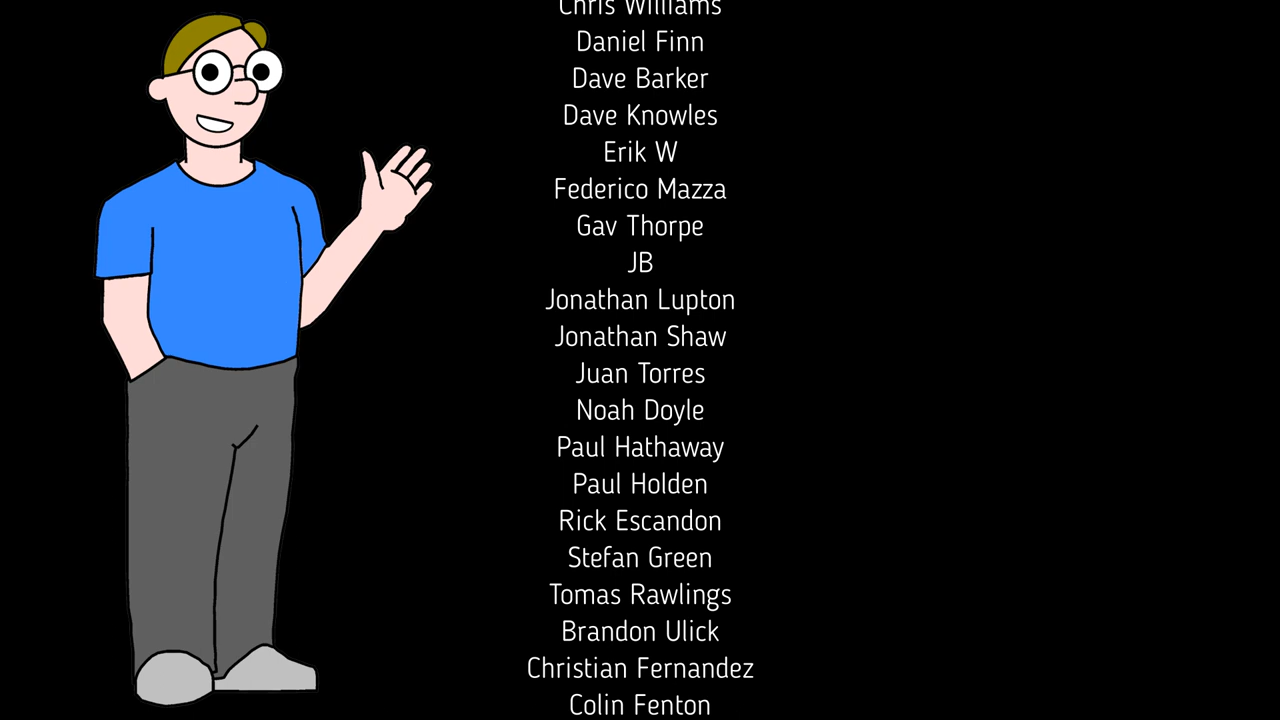 Chris Williams
Daniel Finn
Dave Barker
Dave Knowles
Erik W
Federico Mazza
Gav Thorpe
JB
Jonathan Lupton
Jonathan Shaw
Juan Torres
Noah Doyle
Paul Hathaway
Paul Holden
Rick Escandon
Stefan Green
Tomas Rawlings
Brandon Ulick
Christian Fernandez
Colin Fenton